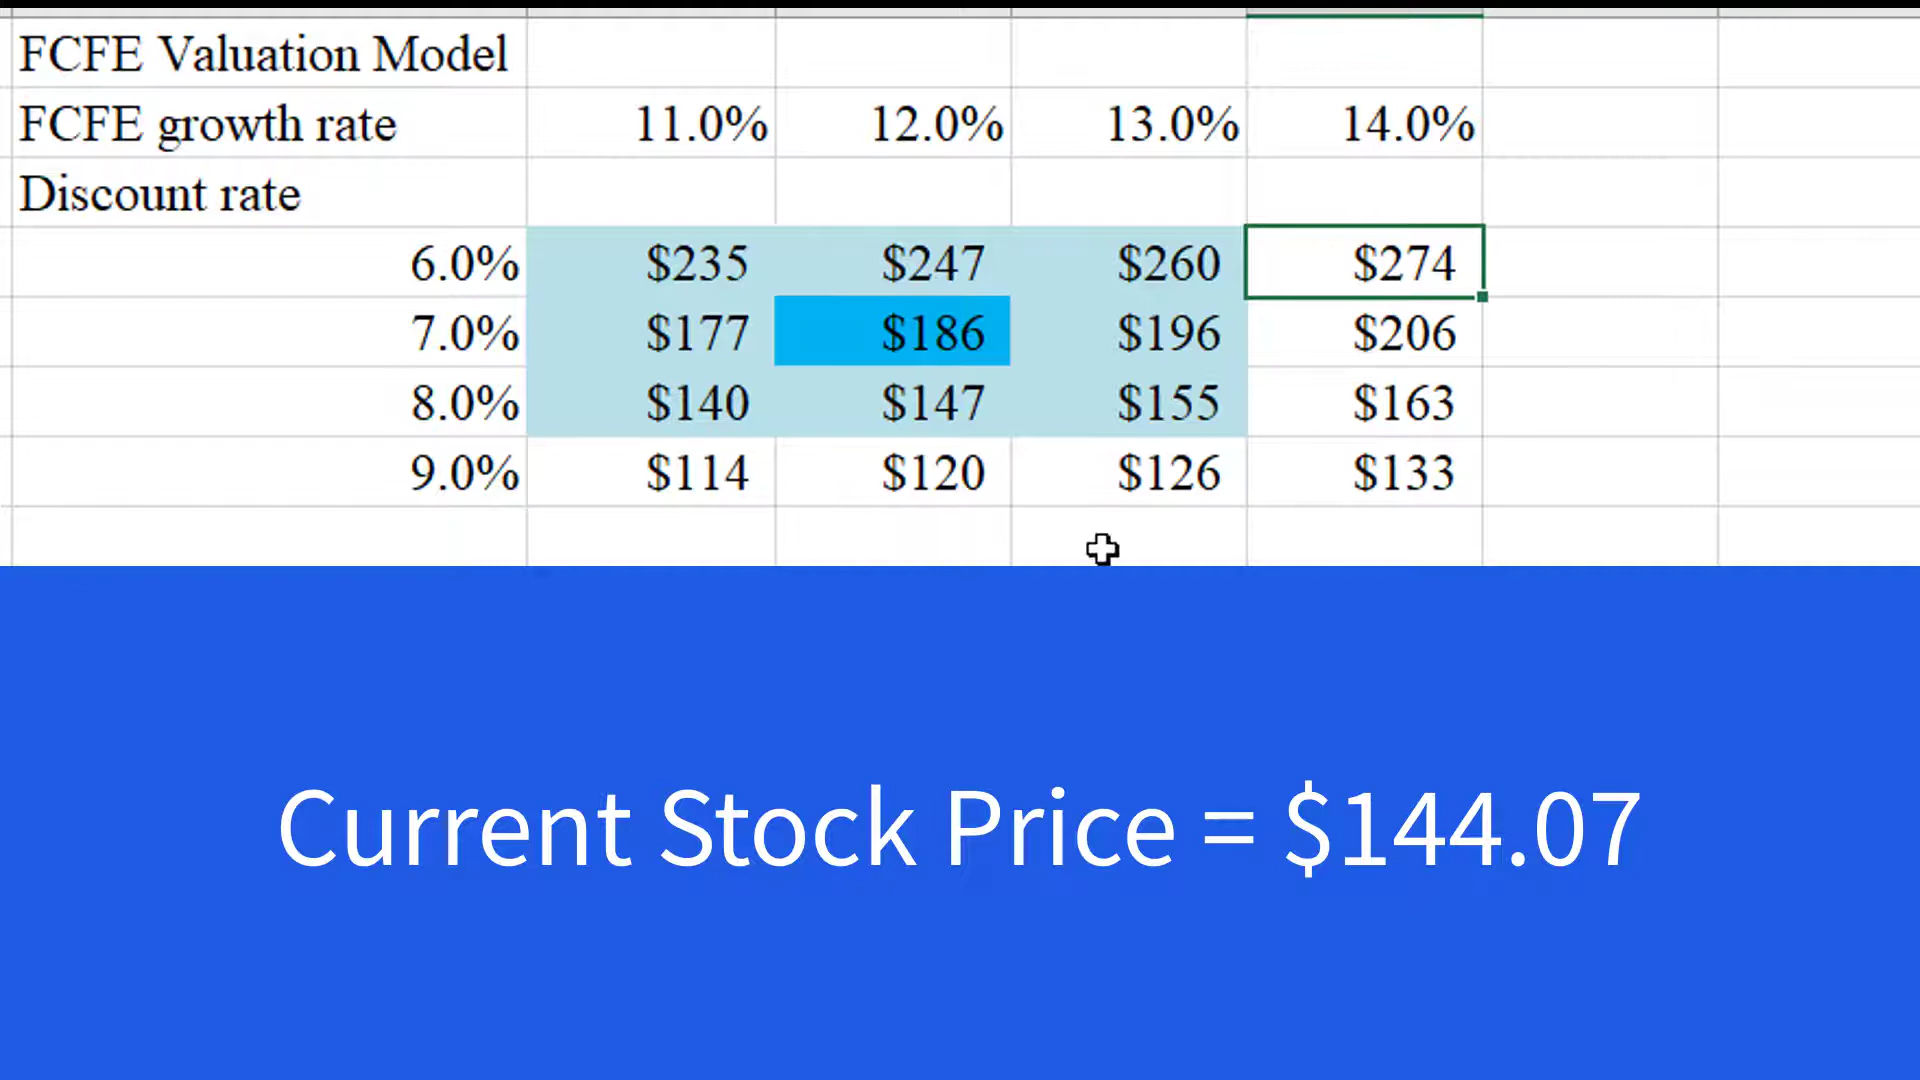 FCFE Valuation Model
FCFE growth rate 11.0% 12.0% 13.0% 14.0%
Discount rate
6.0% $235 $247 $260 $274
7.0% $177 $186 $196 $206
8.0% $140 $147 $155 $163
9.0% $114 $120 $126 $133
Current Stock Price = $144.07